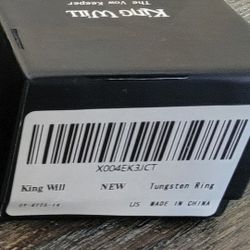 King Will
The Vow Keeper
X004EK3JCT
King Will NEW Tungsten Ring
US MADE IN CHINA